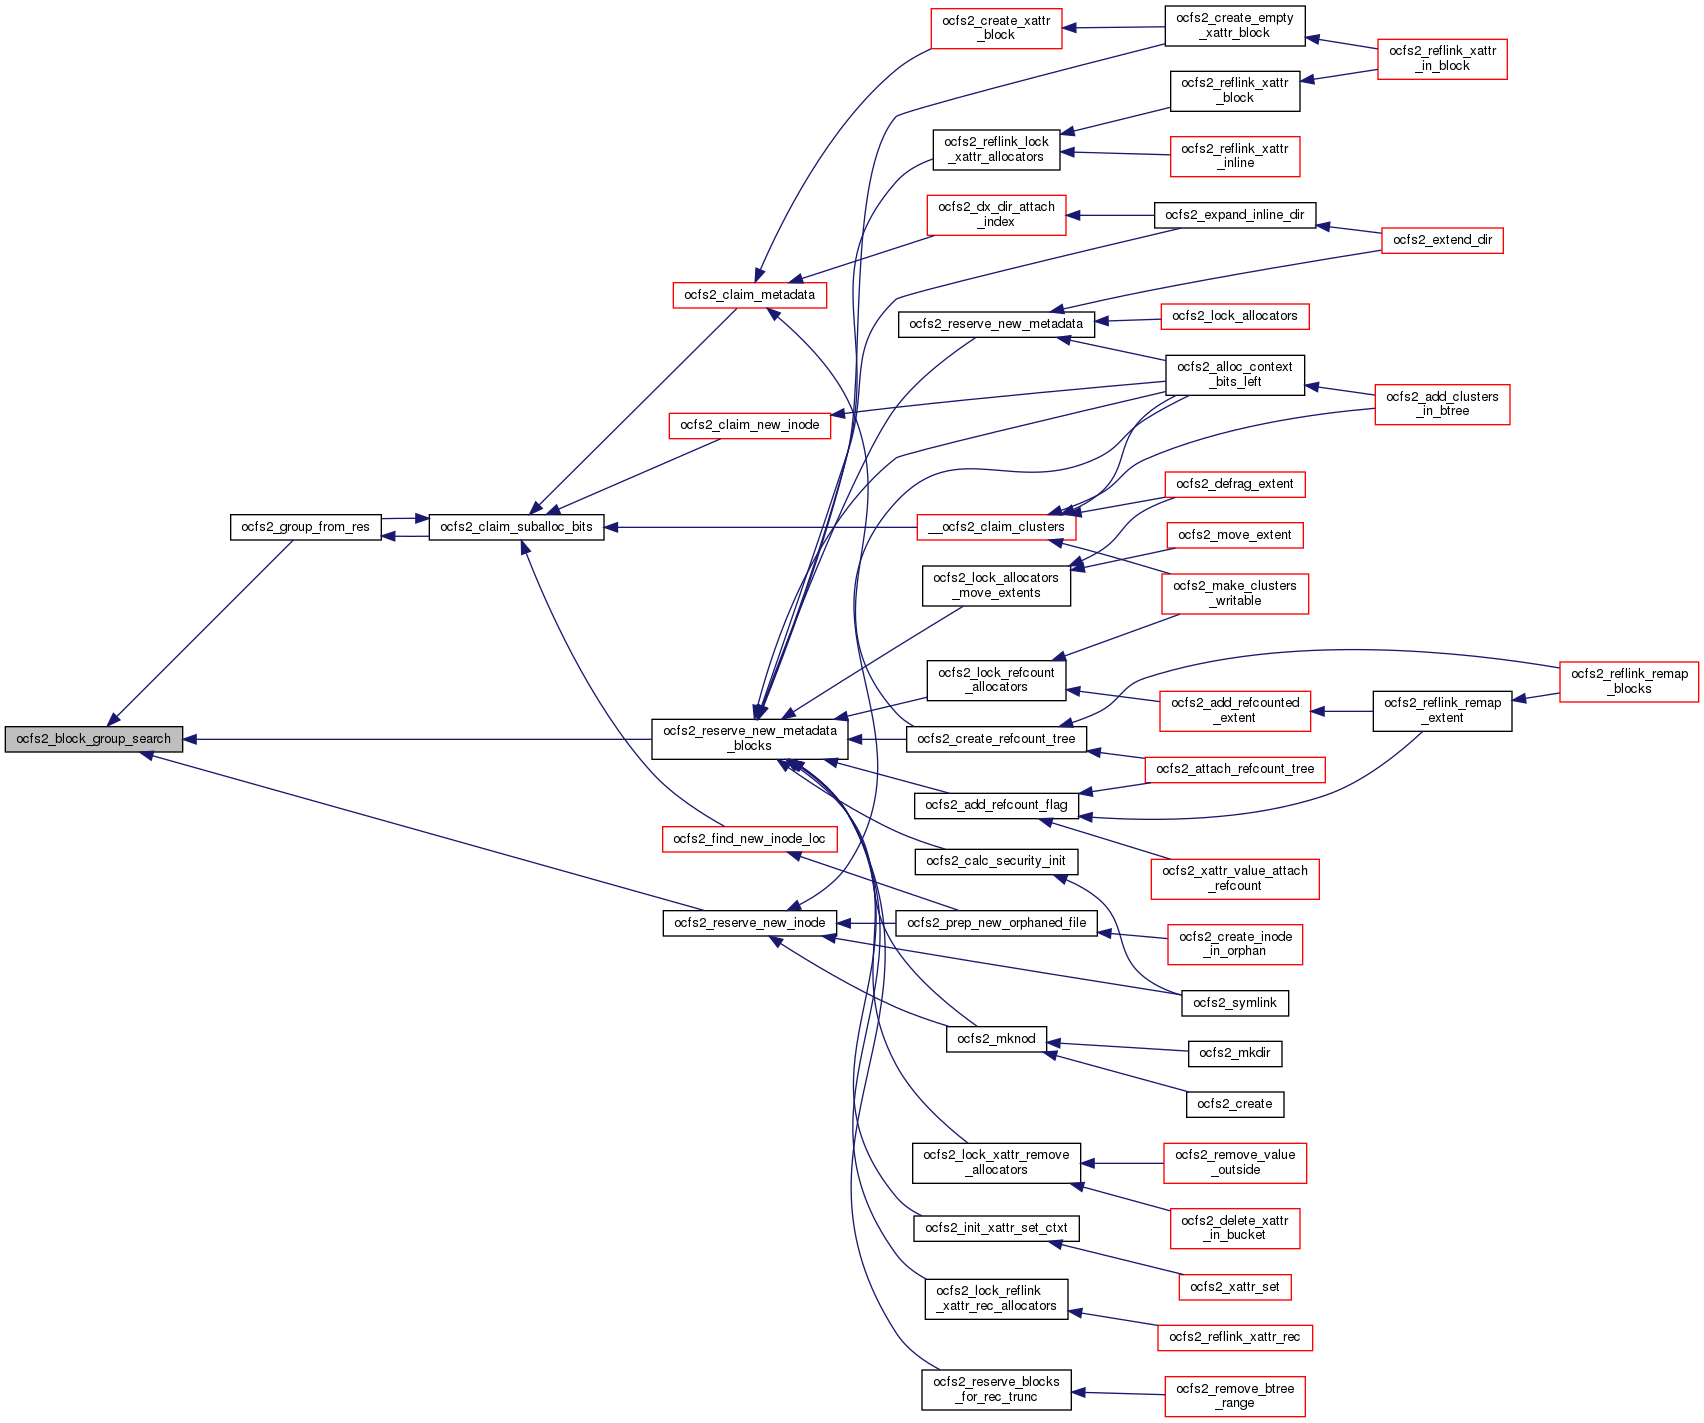 ocfs2_block_group_search
ocfs2_group_from_res
ocfs2_claim_suballoc_bits
ocfs2_claim_metadata
ocfs2_claim_new_inode
ocfs2_reserve_new_metadata
_blocks
ocfs2_find_new_inode_loc
ocfs2_reserve_new_inode
ocfs2_create_xattr
_block
ocfs2_reflink_lock
_xattr_allocators
ocfs2_dx_dir_attach
_index
ocfs2_reserve_new_metadata
__ocfs2_claim_clusters
ocfs2_lock_allocators
_move_extents
ocfs2_lock_refcount
_allocators
ocfs2_create_refcount_tree
ocfs2_add_refcount_flag
ocfs2_calc_security_init
ocfs2_prep_new_orphaned_file
ocfs2_mknod
ocfs2_lock_xattr_remove
_allocators
ocfs2_init_xattr_set_ctxt
ocfs2_lock_reflink
_xattr_rec_allocators
ocfs2_reserve_blocks
_for_rec_trunc
ocfs2_create_empty
_xattr_block
ocfs2_reflink_xattr
_block
ocfs2_reflink_xattr
_inline
ocfs2_expand_inline_dir
ocfs2_lock_allocators
ocfs2_alloc_context
_bits_left
ocfs2_defrag_extent
ocfs2_move_extent
ocfs2_make_clusters
_writable
ocfs2_add_refcounted
_extent
ocfs2_attach_refcount_tree
ocfs2_xattr_value_attach
_refcount
ocfs2_create_inode
_in_orphan
ocfs2_symlink
ocfs2_mkdir
ocfs2_create
ocfs2_remove_value
_outside
ocfs2_delete_xattr
_in_bucket
ocfs2_xattr_set
ocfs2_reflink_xattr_rec
ocfs2_remove_btree
_range
ocfs2_reflink_xattr
_in_block
ocfs2_extend_dir
ocfs2_add_clusters
_in_btree
ocfs2_reflink_remap
_extent
ocfs2_reflink_remap
_blocks